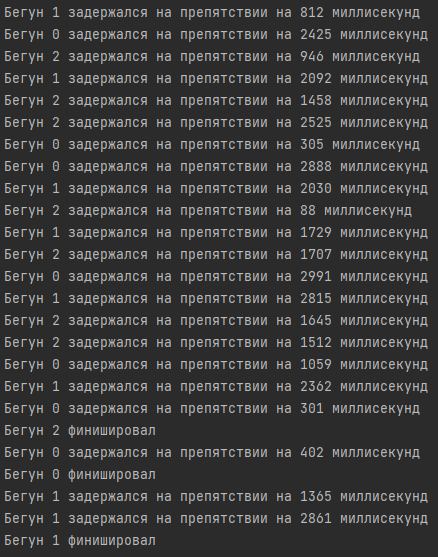 Бегун 1 задержался на препятствии на 812 миллисекунд
Бегун 0 задержался на препятствии на 2425 миллисекунд
Бегун 2 задержался на препятствии на 946 миллисекунд
Бегун 1 задержался на препятствии на 2092 миллисекунд
Бегун 2 задержался на препятствии на 1458 миллисекунд
Бегун 2 задержался на препятствии на 2525 миллисекунд
Бегун 0 задержался на препятствии на 305 миллисекунд
Бегун 0 задержался на препятствии на 2888 миллисекунд
Бегун 1 задержался на препятствии на 2030 миллисекунд
Бегун 2 задержался на препятствии на 88 миллисекунд
Бегун 1 задержался на препятствии на 1729 миллисекунд
Бегун 2 задержался на препятствии на 1707 миллисекунд
Бегун 0 задержался на препятствии на 2991 миллисекунд
Бегун 1 задержался на препятствии на 2815 миллисекунд
Бегун 2 задержался на препятствии на 1645 миллисекунд
Бегун 2 задержался на препятствии на 1512 миллисекунд
Бегун 0 задержался на препятствии на 1059 миллисекунд
Бегун 1 задержался на препятствии на 2362 миллисекунд
Бегун 0 задержался на препятствии на 301 миллисекунд
Бегун 2 финишировал
Бегун 0 задержался на препятствии на 402 миллисекунд
Бегун 0 финишировал
Бегун 1 задержался на препятствии на 1365 миллисекунд
Бегун 1 задержался на препятствии на 2861 миллисекунд
Бегун 1 финишировал